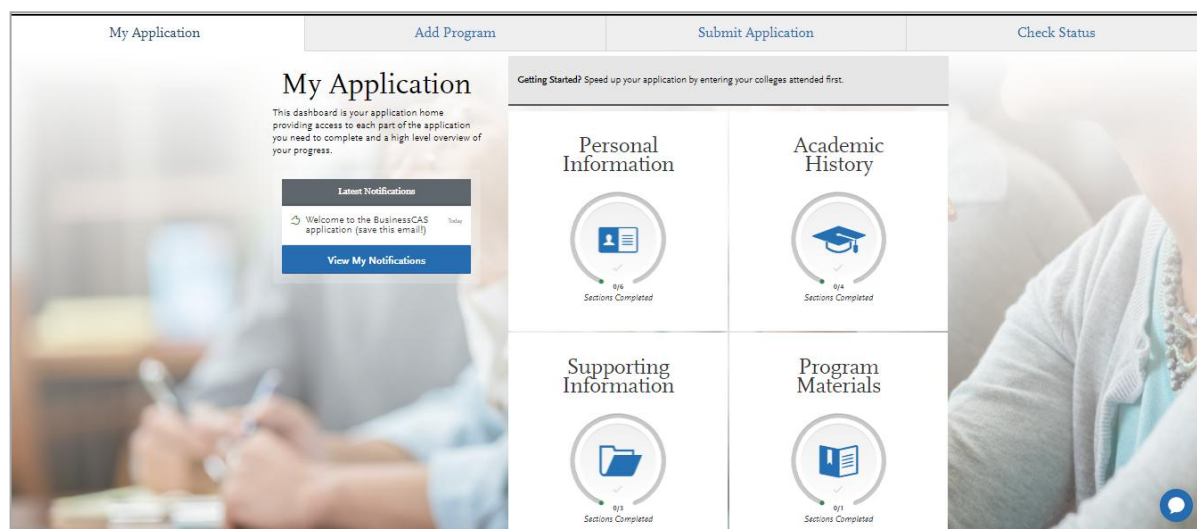 My Application
Add Program
Submit Application
Check Status
My Application
This dashboard is your application home
providing access to each part of the application
you need to complete and a high level overview of
your progress.
Latest Notifications
Welcome to the BusinessCAS
application (save this email!)
Today
View My Notifications
Getting Started? Speed up your application by entering your colleges attended first.
Personal
Information
0/6
Sections Completed
Academic
History
0/4
Sections Completed
Supporting
Information
0/3
Sections Completed
Program
Materials
0/1
Sections Completed